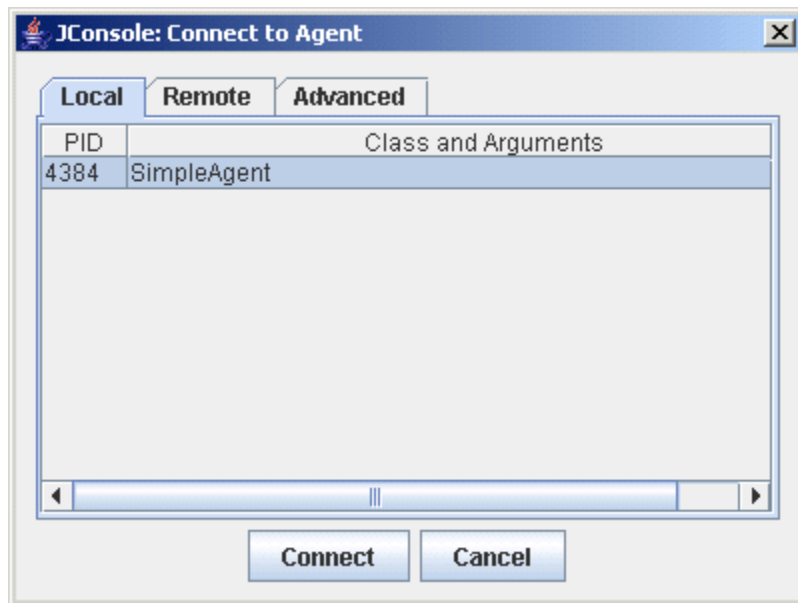 JConsole: Connect to Agent
Local Remote Advanced
PID Class and Arguments
4384 SimpleAgent
Connect Cancel